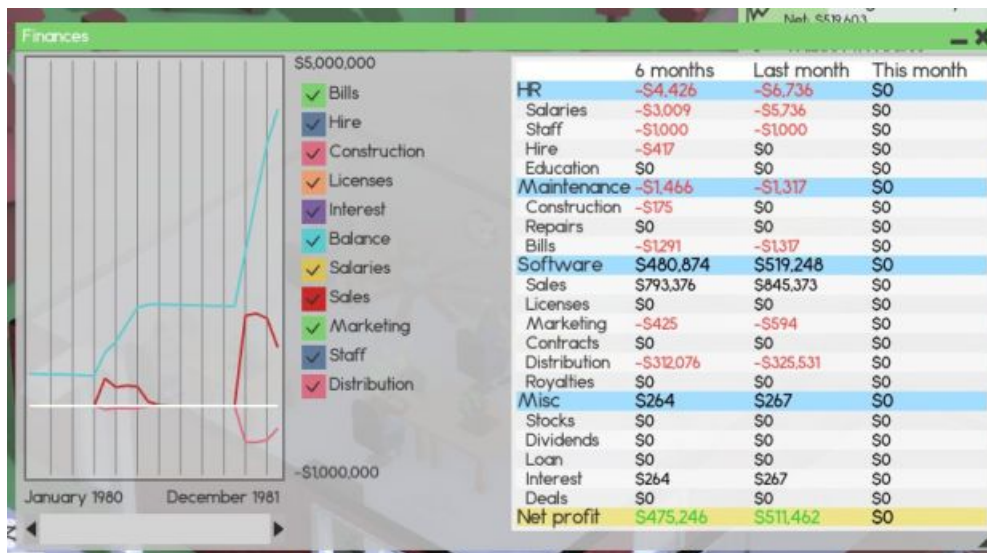 Net: $519,603
Finances
$5,000,000
Bills
Hire
Construction
Licenses
Interest
Balance
Salaries
Sales
Marketing
Staff
Distribution
-$1,000,000
January 1980 December 1981
6 months Last month This month
HR -$4,426 -$6,736 $0
Salaries -$3,009 -$5,736 $0
Staff -$1,000 -$1,000 $0
Hire -$417 $0 $0
Education $0 $0 $0
Maintenance -$1,466 -$1,317 $0
Construction -$175 $0 $0
Repairs $0 $0 $0
Bills -$1,291 -$1,317 $0
Software $480,874 $519,248 $0
Sales $793,376 $845,373 $0
Licenses $0 $0 $0
Marketing -$425 -$594 $0
Contracts $0 $0 $0
Distribution -$312,076 -$325,531 $0
Royalties $0 $0 $0
Misc $264 $267 $0
Stocks $0 $0 $0
Dividends $0 $0 $0
Loan $0 $0 $0
Interest $264 $267 $0
Deals $0 $0 $0
Net profit $475,246 $511,462 $0